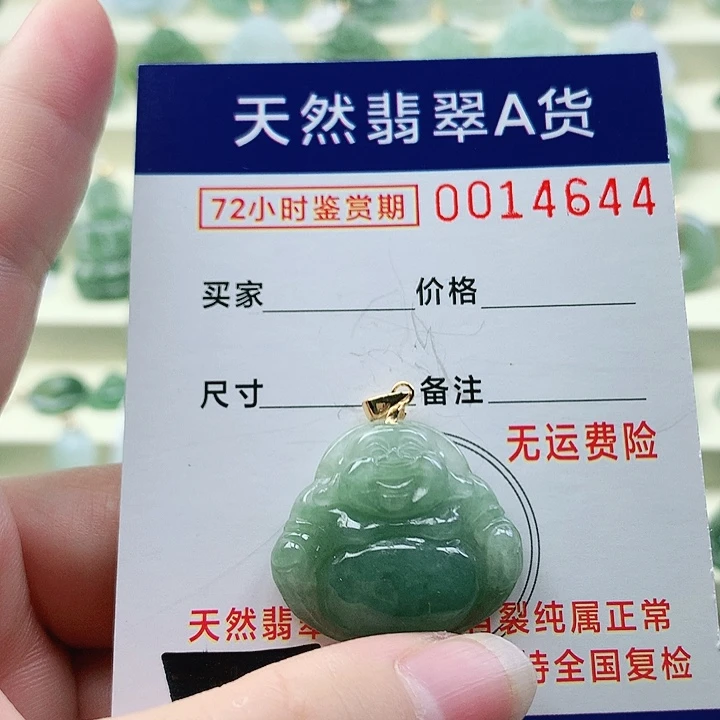 天然翡翠A货
72小时鉴赏期 0014644
买家 价格
尺寸 备注
无运费险
天然翡 裂纯属正常
持全国复检